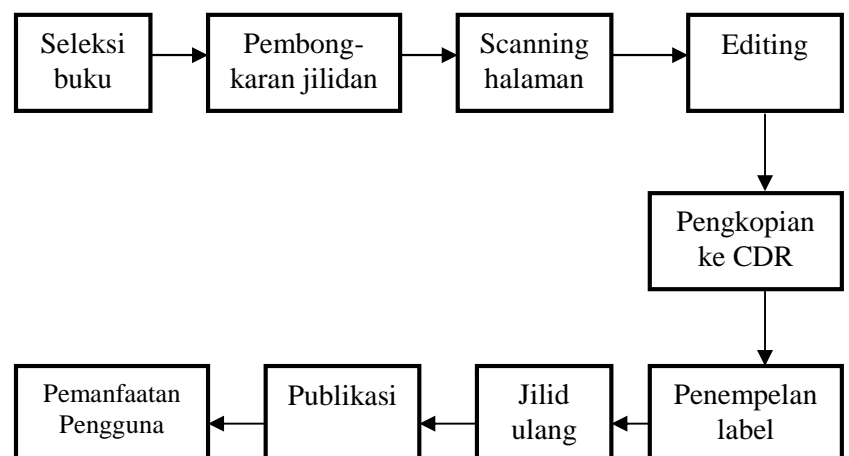 Seleksi
buku
Pembong-
karan jilidan
Scanning
halaman
Editing
Pengkopian
ke CDR
Penempelan
label
Jilid
ulang
Publikasi
Pemanfaatan
Pengguna